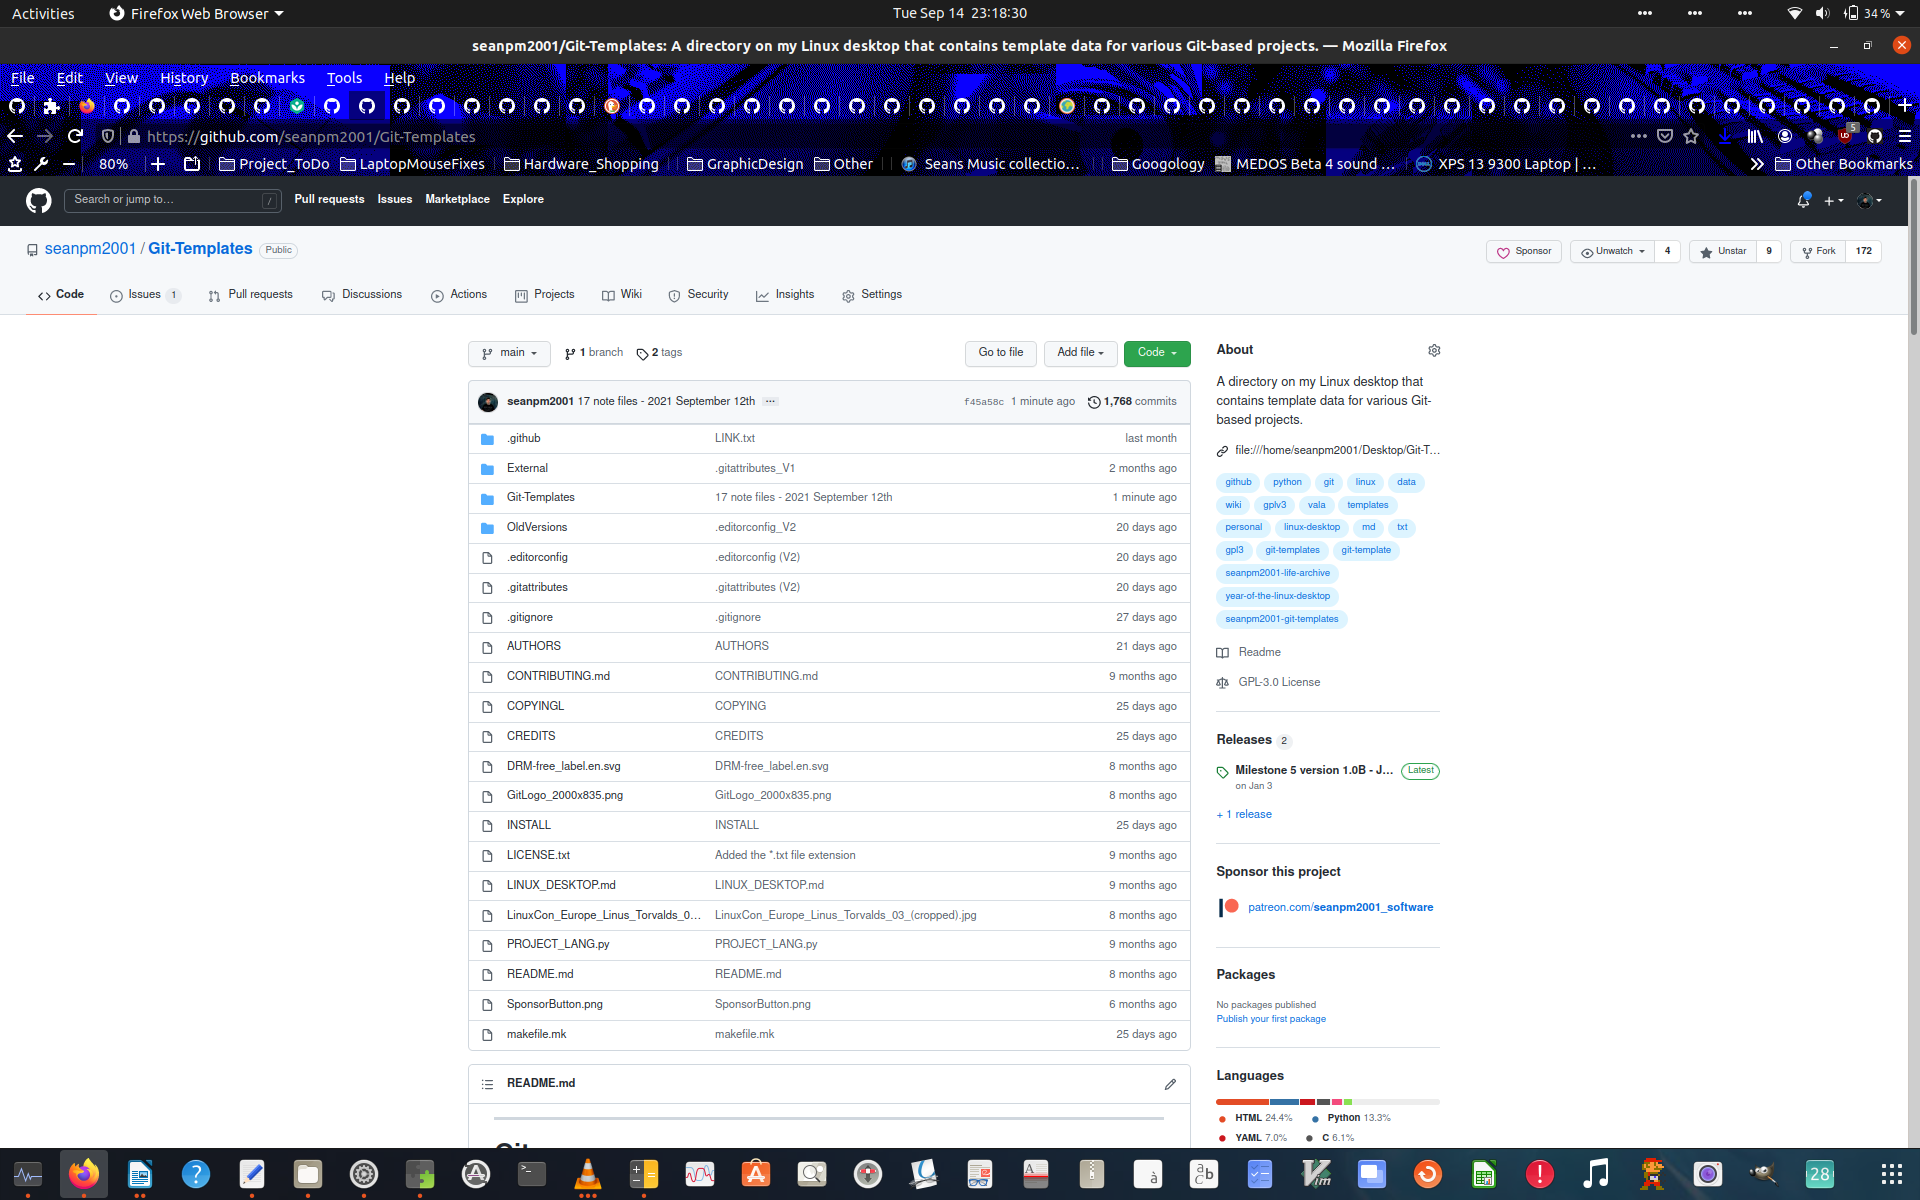 Activities Firefox Web Browser Tue Sep 14 23:18:30 34 %
seanpm2001/Git-Templates: A directory on my Linux desktop that contains template data for various Git-based projects. — Mozilla Firefox
File Edit View History Bookmarks Tools Help
https://github.com/seanpm2001/Git-Templates 5
80% Project_ToDo LaptopMouseFixes Hardware_Shopping GraphicDesign Other Seans Music collectio… Googology MEDOS Beta 4 sound … XPS 13 9300 Laptop | … Other Bookmarks
Search or jump to… / Pull requests Issues Marketplace Explore
seanpm2001 / Git-Templates Public Sponsor Unwatch 4 Unstar 9 Fork 172
Code Issues 1 Pull requests Discussions Actions Projects Wiki Security Insights Settings
main 1 branch 2 tags Go to file Add file Code
seanpm2001 17 note files - 2021 September 12th ... f45a58c 1 minute ago 1,768 commits
.github LINK.txt last month
External .gitattributes_V1 2 months ago
Git-Templates 17 note files - 2021 September 12th 1 minute ago
OldVersions .editorconfig_V2 20 days ago
.editorconfig .editorconfig (V2) 20 days ago
.gitattributes .gitattributes (V2) 20 days ago
.gitignore .gitignore 27 days ago
AUTHORS AUTHORS 21 days ago
CONTRIBUTING.md CONTRIBUTING.md 9 months ago
COPYINGL COPYING 25 days ago
CREDITS CREDITS 25 days ago
DRM-free_label.en.svg DRM-free_label.en.svg 8 months ago
GitLogo_2000x835.png GitLogo_2000x835.png 8 months ago
INSTALL INSTALL 25 days ago
LICENSE.txt Added the *.txt file extension 9 months ago
LINUX_DESKTOP.md LINUX_DESKTOP.md 9 months ago
LinuxCon_Europe_Linus_Torvalds_0… LinuxCon_Europe_Linus_Torvalds_03_(cropped).jpg 8 months ago
PROJECT_LANG.py PROJECT_LANG.py 9 months ago
README.md README.md 8 months ago
SponsorButton.png SponsorButton.png 6 months ago
makefile.mk makefile.mk 25 days ago
README.md
About
A directory on my Linux desktop that
contains template data for various Git-
based projects.
file:///home/seanpm2001/Desktop/Git-T…
github python git linux data
wiki gplv3 vala templates
personal linux-desktop md txt
gpl3 git-templates git-template
seanpm2001-life-archive
year-of-the-linux-desktop
seanpm2001-git-templates
Readme
GPL-3.0 License
Releases 2
Milestone 5 version 1.0B - J… Latest
on Jan 3
+ 1 release
Sponsor this project
patreon.com/seanpm2001_software
Packages
No packages published
Publish your first package
Languages
HTML 24.4% Python 13.3%
YAML 7.0% C 6.1%
28